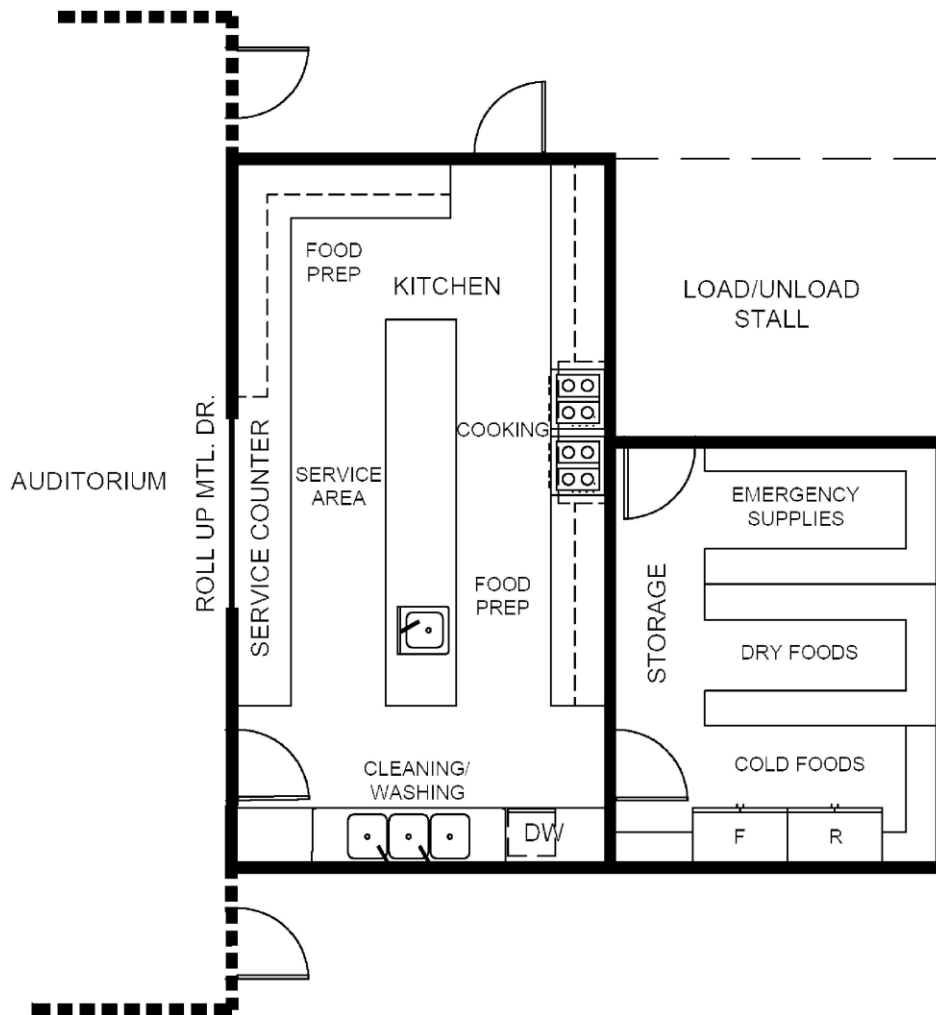 FOOD
PREP
KITCHEN
LOAD/UNLOAD
STALL
ROLL UP MTL. DR.
SERVICE COUNTER
COOKING
AUDITORIUM
SERVICE
AREA
EMERGENCY
SUPPLIES
FOOD
PREP
STORAGE
DRY FOODS
CLEANING/
WASHING
COLD FOODS
DW
F
R